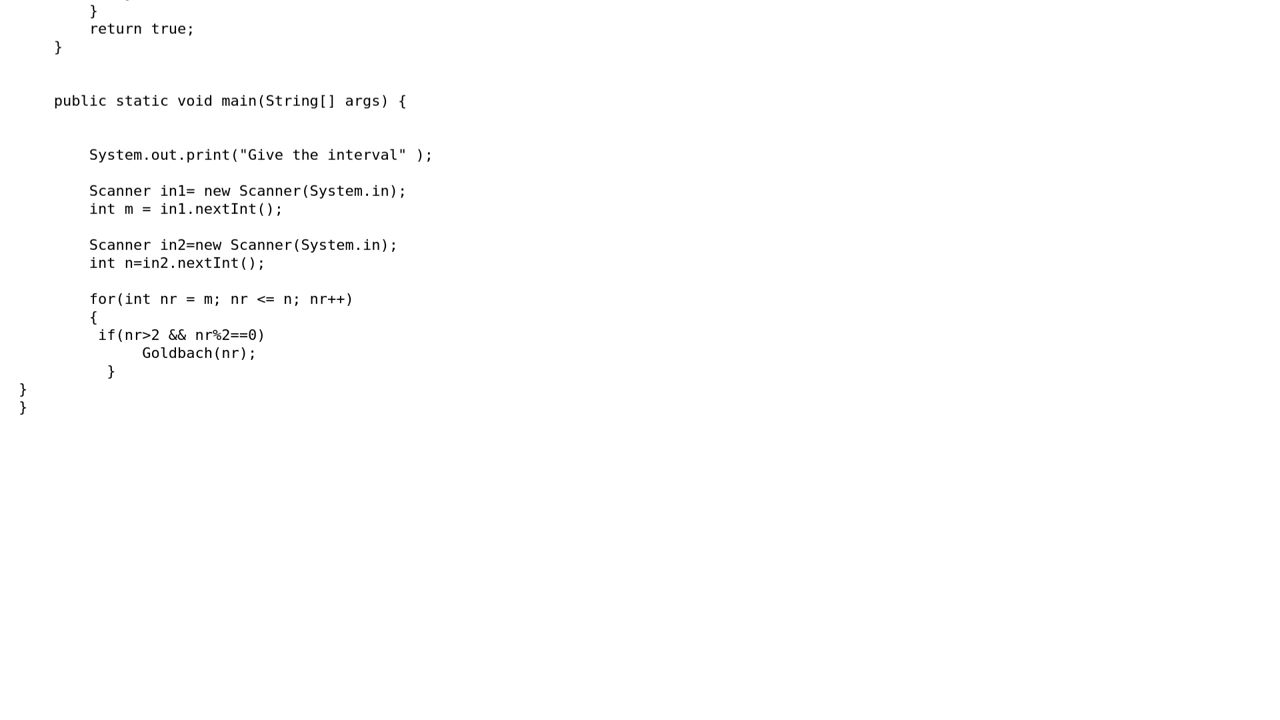 }
return true;
}
public static void main(String[] args) {
System.out.print("Give the interval" );
Scanner in1= new Scanner(System.in);
int m = in1.nextInt();
Scanner in2=new Scanner(System.in);
int n=in2.nextInt();
for(int nr = m; nr <= n; nr++)
{
if(nr>2 && nr%2==0)
Goldbach(nr);
}
}
}